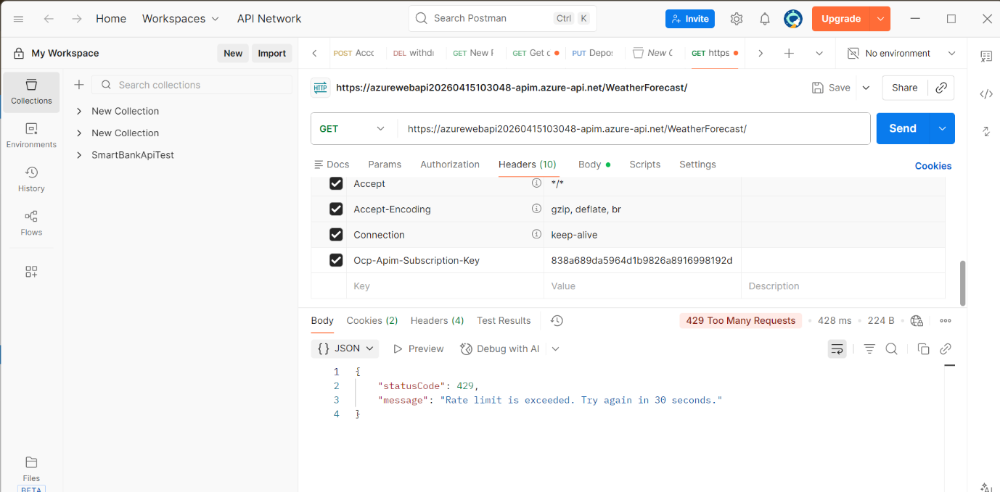 Home Workspaces API Network Search Postman Ctrl K Invite Upgrade
My Workspace New Import POST Acco DEL withd GET New F GET Get c PUT Depos New C GET https No environment
Collections
Environments
History
Flows
Files
BETA
Search collections
New Collection
New Collection
SmartBankApiTest
HTTP https://azurewebapi20260415103048-apim.azure-api.net/WeatherForecast/ Save Share
GET https://azurewebapi20260415103048-apim.azure-api.net/WeatherForecast/ Send
Docs Params Authorization Headers (10) Body Scripts Settings Cookies
Accept */*
Accept-Encoding gzip, deflate, br
Connection keep-alive
Ocp-Apim-Subscription-Key 838a689da5964d1b9826a8916998192d
Key Value Description
Body Cookies (2) Headers (4) Test Results 429 Too Many Requests 428 ms 224 B
{} JSON Preview Debug with AI
1 {
2 "statusCode": 429,
3 "message": "Rate limit is exceeded. Try again in 30 seconds."
4 }
AI